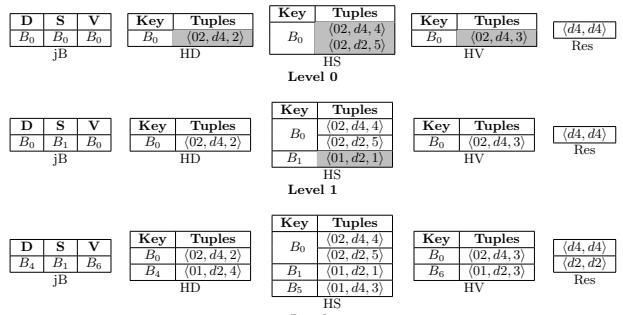 D S V Key Tuples Key Tuples Key Tuples
B0 B0 B0 B0 ⟨02, d4, 2⟩ B0 ⟨02, d4, 4⟩ B0 ⟨02, d4, 3⟩ ⟨d4, d4⟩
⟨02, d2, 5⟩
jB HD HS HV Res
Level 0
D S V Key Tuples Key Tuples Key Tuples
B0 B1 B0 B0 ⟨02, d4, 2⟩ B0 ⟨02, d4, 4⟩ B0 ⟨02, d4, 3⟩ ⟨d4, d4⟩
⟨02, d2, 5⟩
B1 ⟨01, d2, 1⟩
jB HD HS HV Res
Level 1
D S V Key Tuples Key Tuples Key Tuples
B4 B1 B6 B0 ⟨02, d4, 2⟩ B0 ⟨02, d4, 4⟩ B0 ⟨02, d4, 3⟩ ⟨d4, d4⟩
B4 ⟨01, d2, 4⟩ ⟨02, d2, 5⟩ B6 ⟨01, d2, 3⟩ ⟨d2, d2⟩
B1 ⟨01, d2, 1⟩
B5 ⟨01, d4, 3⟩
jB HD HS HV Res